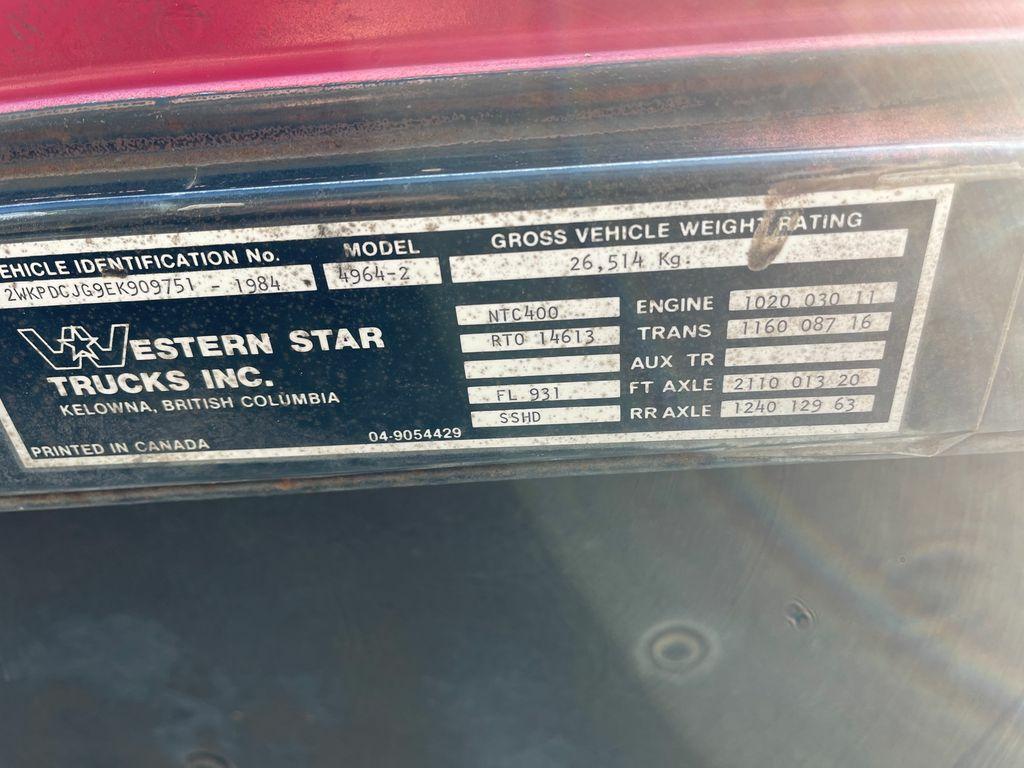 VEHICLE IDENTIFICATION No. MODEL GROSS VEHICLE WEIGHT RATING
2WKPDCJG9EK909751 - 1984 4964-2 26,514 Kg.
NTC400 ENGINE 1020 030 11
RTO 14613 TRANS 1160 087 16
AUX TR
FL 931 FT AXLE 2110 013 20
SSHD RR AXLE 1240 129 63
WESTERN STAR
TRUCKS INC.
KELOWNA, BRITISH COLUMBIA
PRINTED IN CANADA 04-9054429